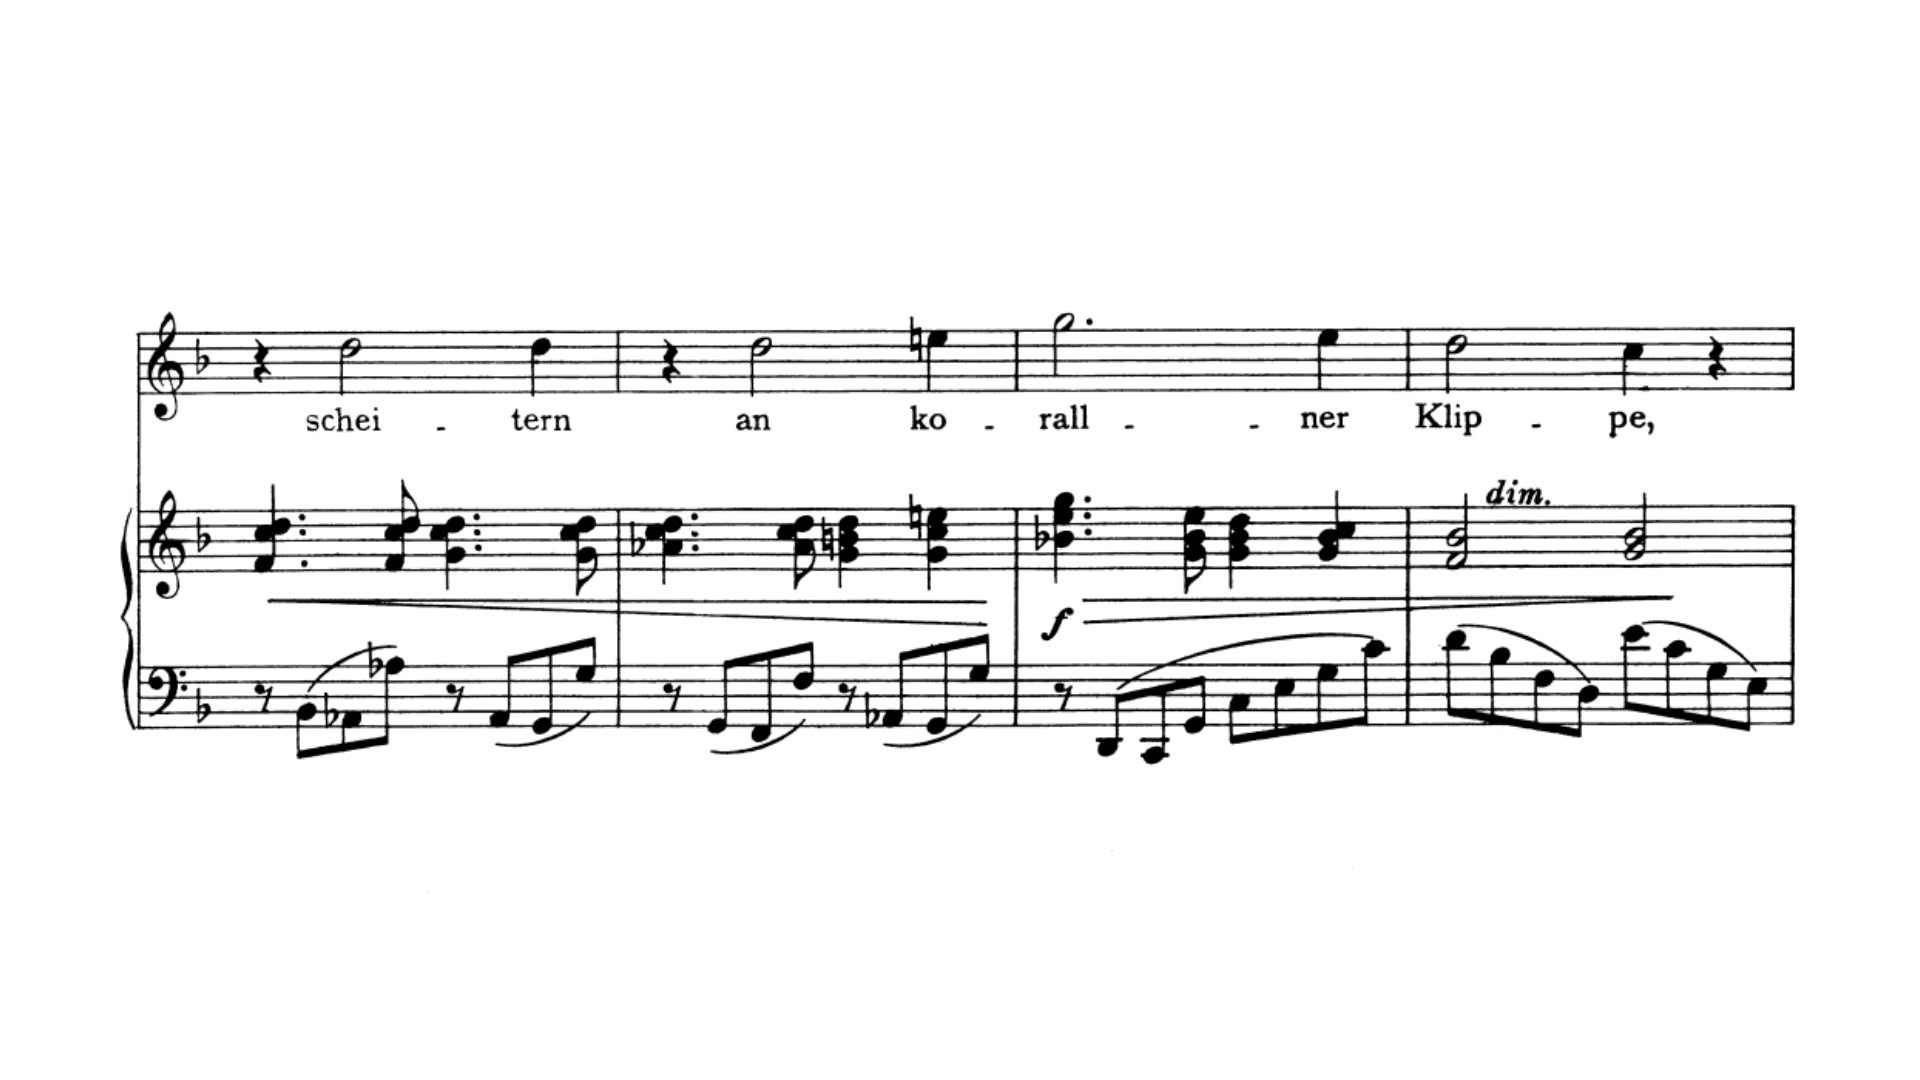 schei - tern an ko - rall - - ner Klip - pe,
dim.
f